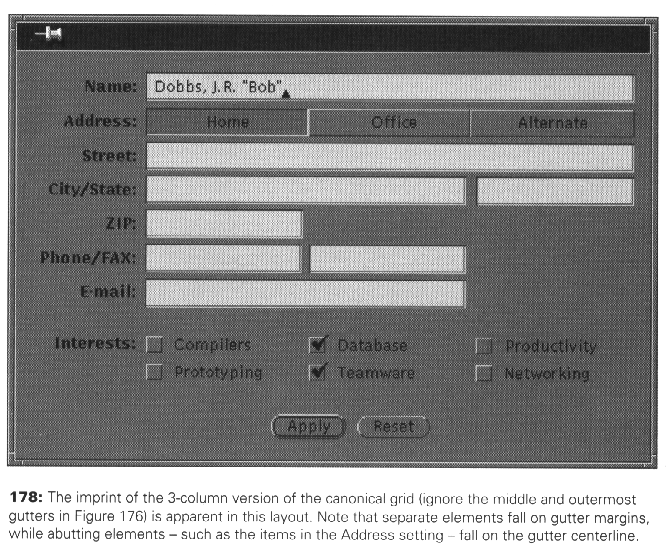 Name: Dobbs, J.R. "Bob"
Address: Home Office Alternate
Street:
City/State:
ZIP:
Phone/FAX:
E-mail:
Interests: Compilers Database Productivity
Prototyping Teamware Networking
Apply Reset
178: The imprint of the 3-column version of the canonical grid (ignore the middle and outermost
gutters in Figure 176) is apparent in this layout. Note that separate elements fall on gutter margins,
while abutting elements – such as the items in the Address setting – fall on the gutter centerline.